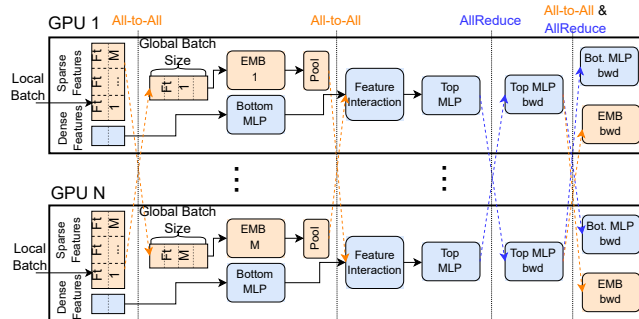 All-to-All
All-to-All
AllReduce
All-to-All &
AllReduce
GPU 1
Local
Batch
Sparse
Features
Dense
Features
Ft M
...
Ft 1
Global Batch
Size
Ft 1
EMB
1
Pool
Bottom
MLP
Feature
Interaction
Top
MLP
Top MLP
bwd
Bot. MLP
bwd
EMB
bwd
...
...
GPU N
Local
Batch
Sparse
Features
Dense
Features
Ft M
...
Ft 1
Global Batch
Size
Ft M
EMB
M
Pool
Bottom
MLP
Feature
Interaction
Top
MLP
Top MLP
bwd
Bot. MLP
bwd
EMB
bwd